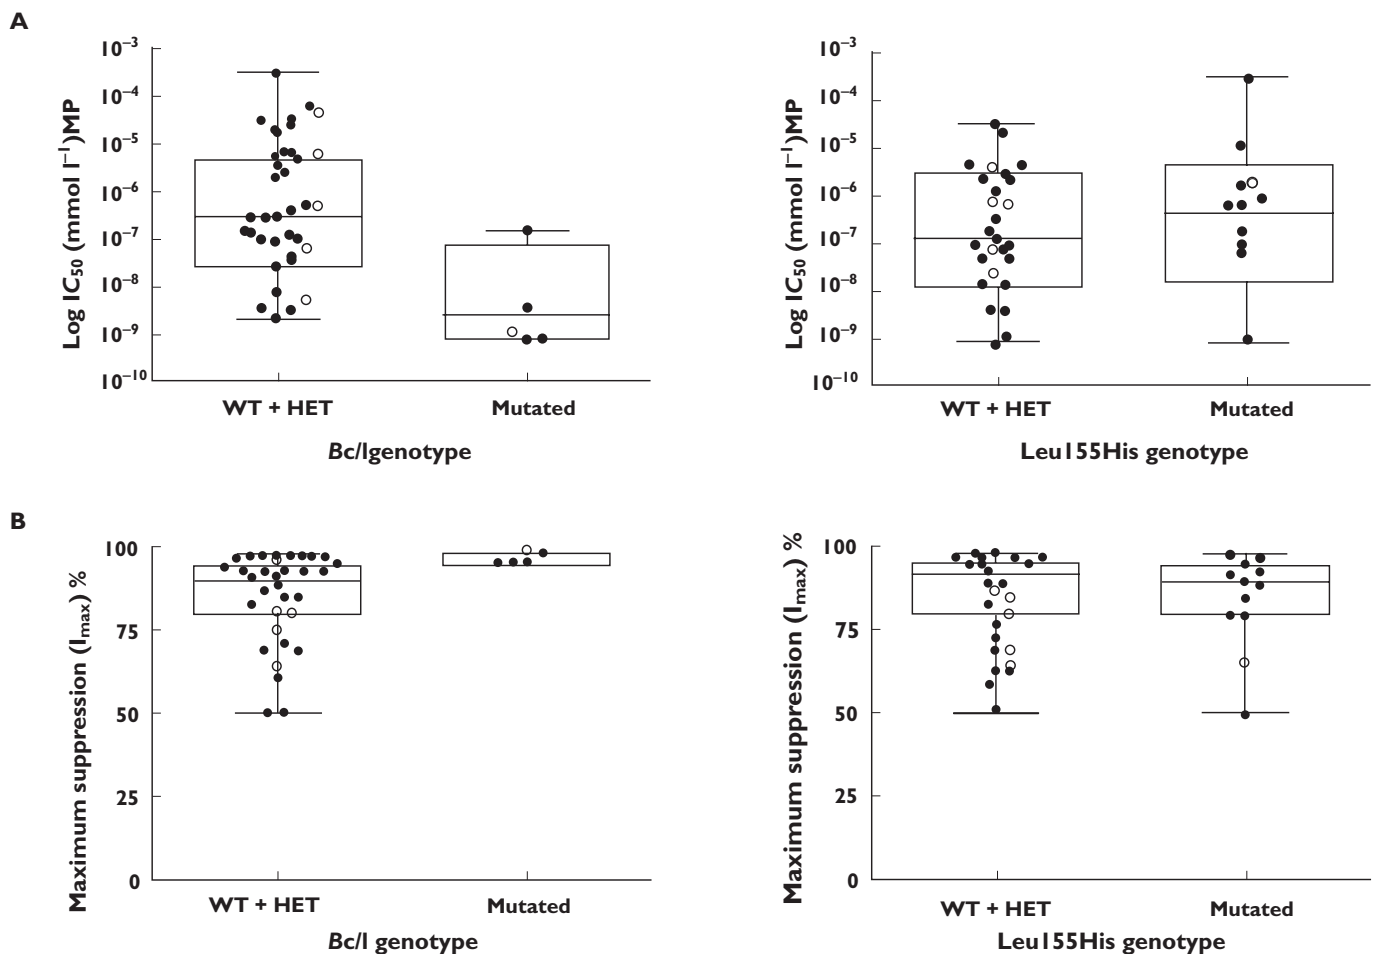 A
Log IC₅₀ (mmol l⁻¹)MP
10⁻³
10⁻⁴
10⁻⁵
10⁻⁶
10⁻⁷
10⁻⁸
10⁻⁹
10⁻¹⁰
WT + HET Mutated
Bc/Igenotype
Log IC₅₀ (mmol l⁻¹)MP
10⁻³
10⁻⁴
10⁻⁵
10⁻⁶
10⁻⁷
10⁻⁸
10⁻⁹
10⁻¹⁰
WT + HET Mutated
Leu155His genotype
B
Maximum suppression (Iₘₐₓ) %
100
75
50
25
0
WT + HET Mutated
Bc/I genotype
Maximum suppression (Iₘₐₓ) %
100
75
50
25
0
WT + HET Mutated
Leu155His genotype